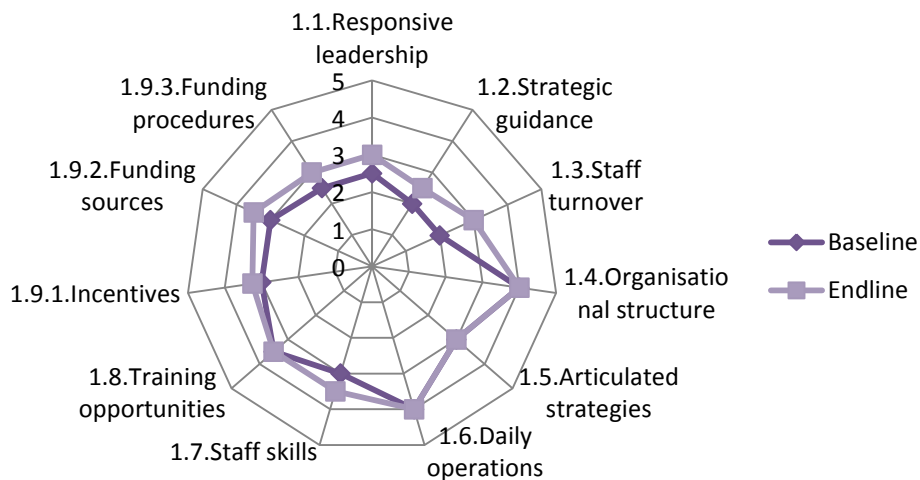 1.1.Responsive
leadership
1.2.Strategic
guidance
1.3.Staff
turnover
1.4.Organisatio
nal structure
1.5.Articulated
strategies
1.6.Daily
operations
1.7.Staff skills
1.8.Training
opportunities
1.9.1.Incentives
1.9.2.Funding
sources
1.9.3.Funding
procedures
5
4
3
2
1
0
Baseline
Endline